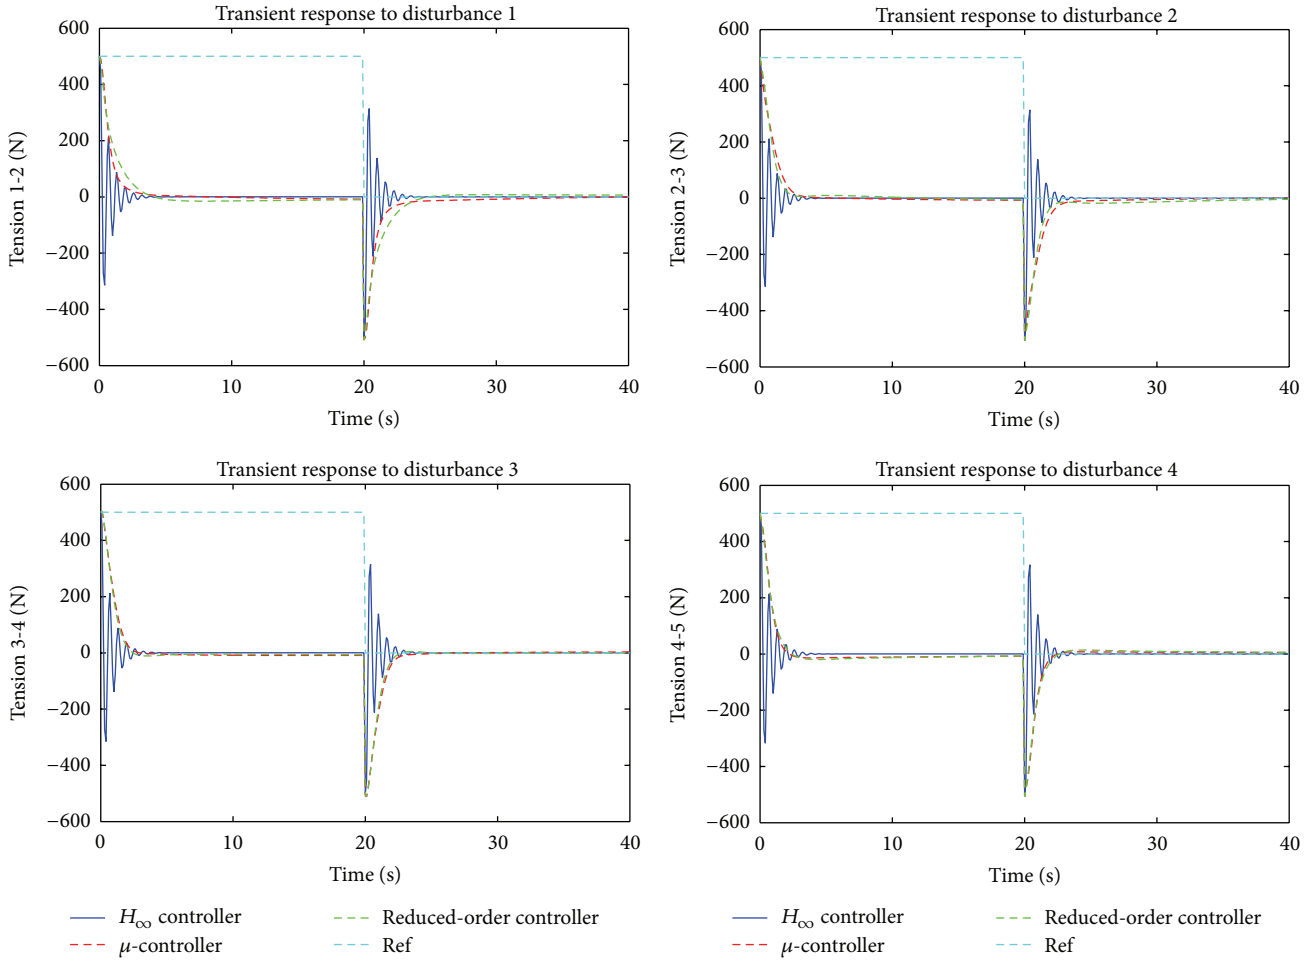 Transient response to disturbance 1
600
400
200
0
−200
−400
−600
Tension 1-2 (N)
0 10 20 30 40
Time (s)
Transient response to disturbance 2
600
400
200
0
−200
−400
−600
Tension 2-3 (N)
0 10 20 30 40
Time (s)
Transient response to disturbance 3
600
400
200
0
−200
−400
−600
Tension 3-4 (N)
0 10 20 30 40
Time (s)
Transient response to disturbance 4
600
400
200
0
−200
−400
−600
Tension 4-5 (N)
0 10 20 30 40
Time (s)
H∞ controller
μ-controller
Reduced-order controller
Ref
H∞ controller
μ-controller
Reduced-order controller
Ref